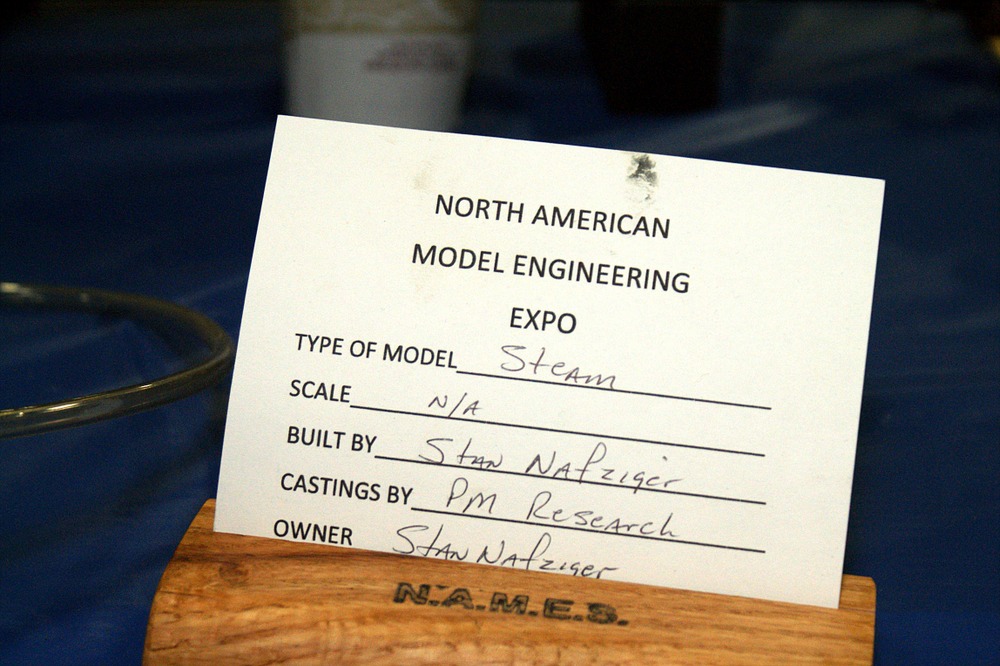 NORTH AMERICAN
MODEL ENGINEERING
EXPO
TYPE OF MODEL Steam
SCALE N/A
BUILT BY Stan Nafziger
CASTINGS BY PM Research
OWNER Stan Nafziger
N.A.M.E.S.